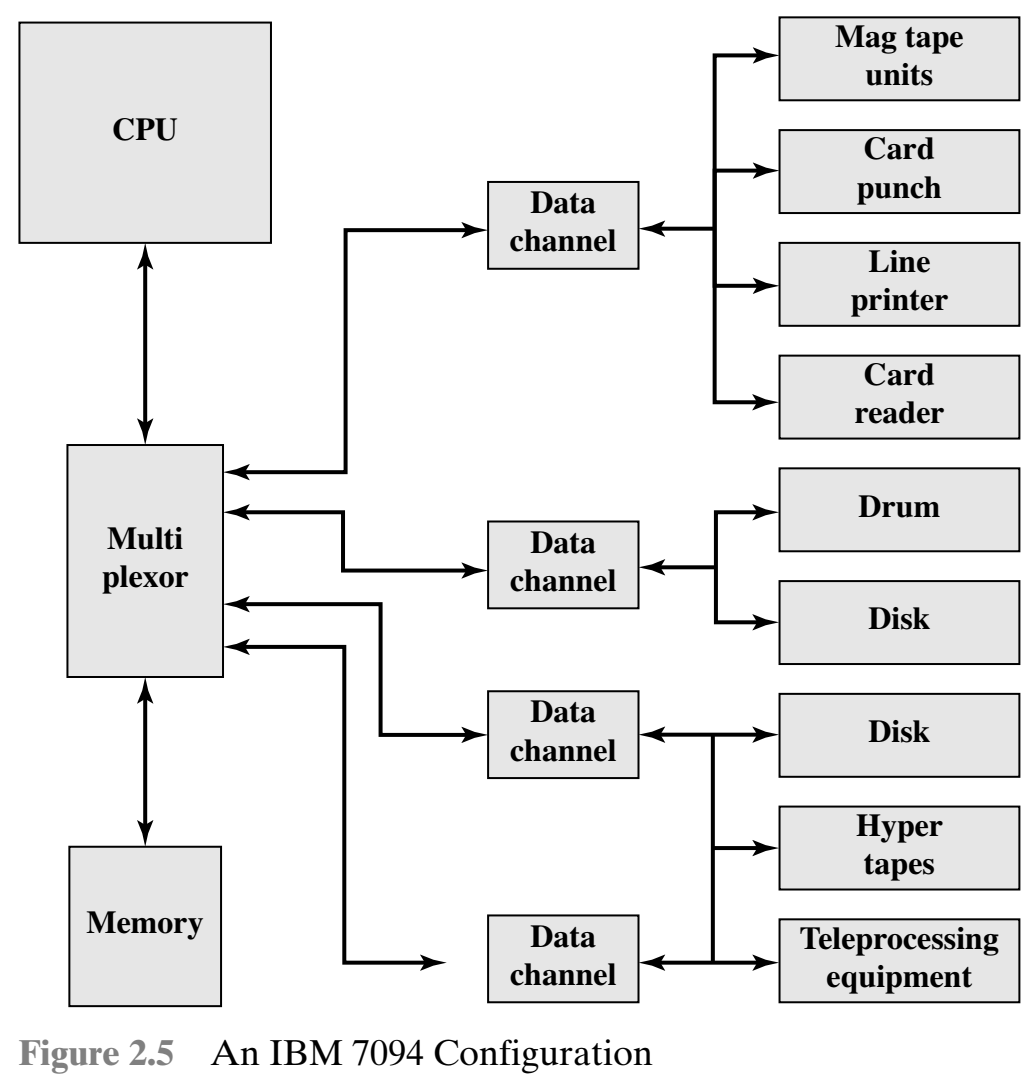 CPU
Multi
plexor
Memory
Data
channel
Data
channel
Data
channel
Data
channel
Mag tape
units
Card
punch
Line
printer
Card
reader
Drum
Disk
Disk
Hyper
tapes
Teleprocessing
equipment
Figure 2.5 An IBM 7094 Configuration